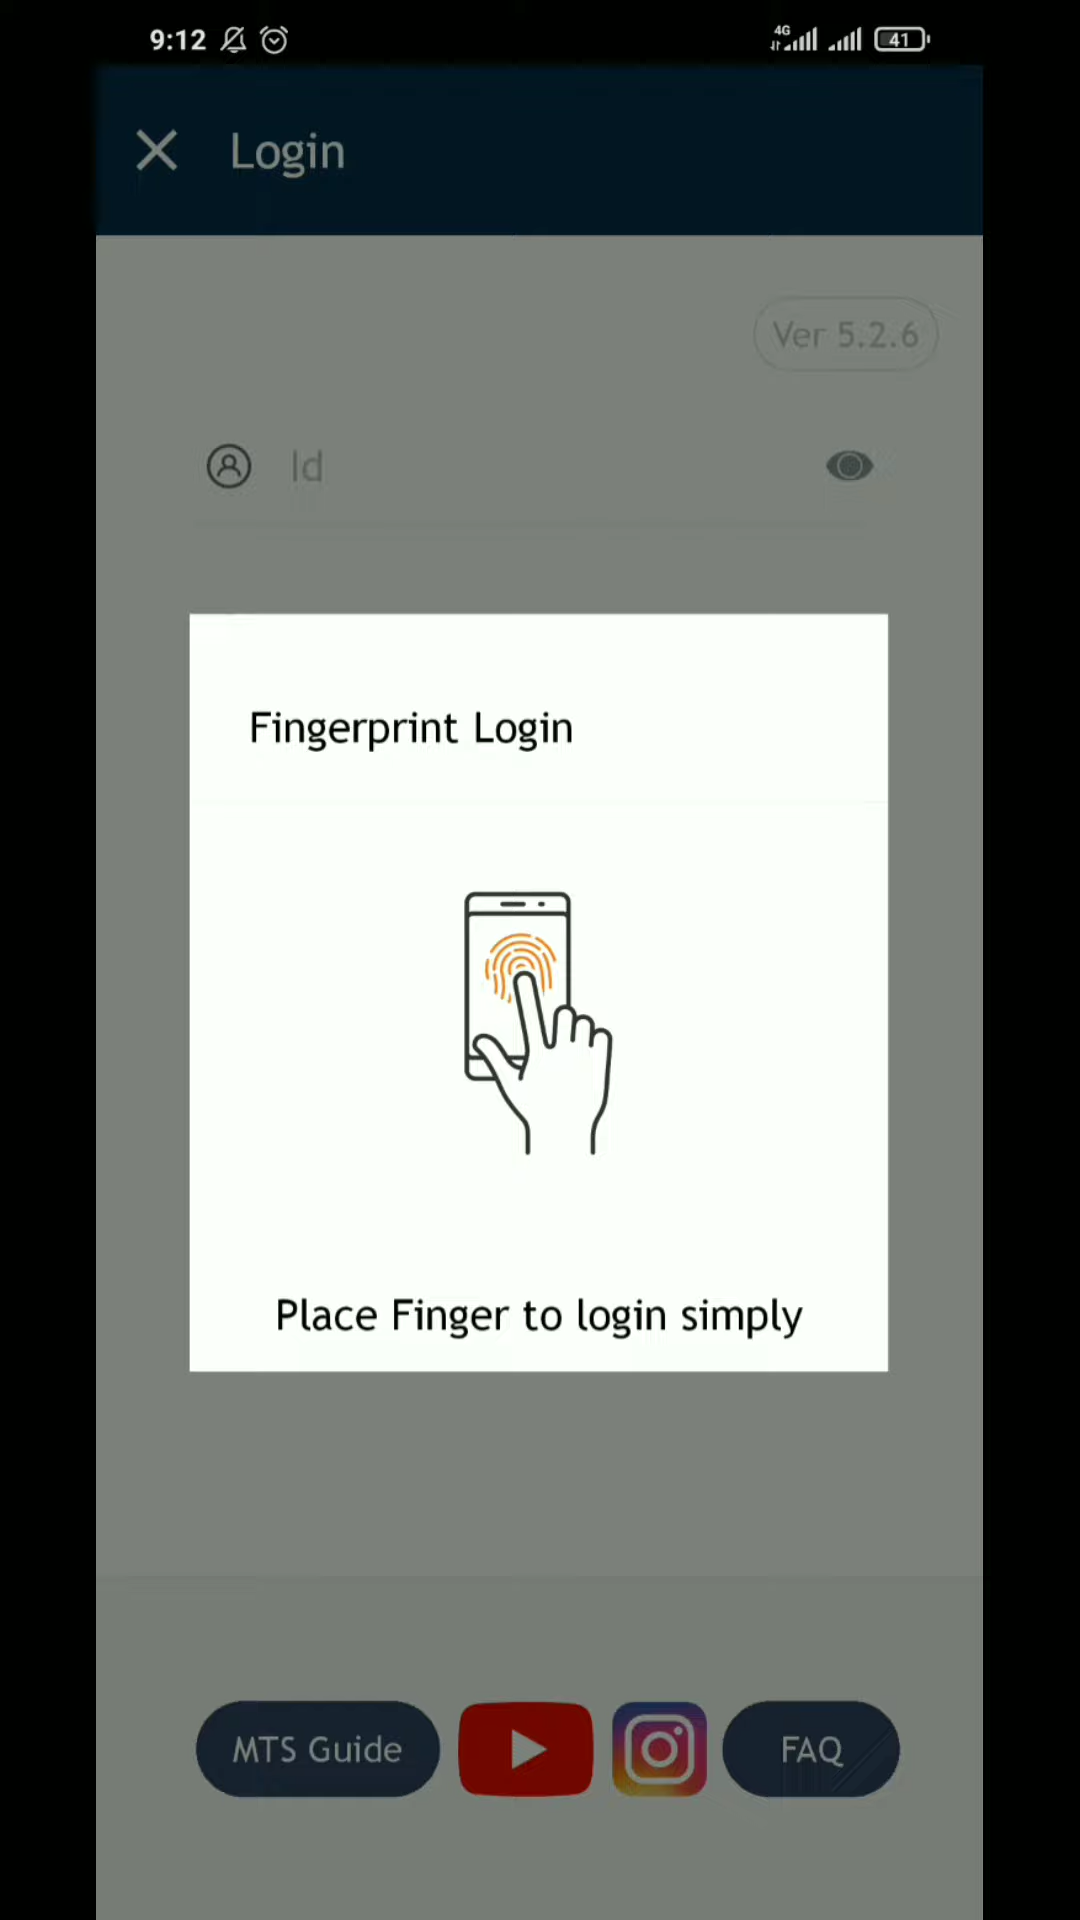 9:12
4G
41
Login
Ver 5.2.6
Id
Fingerprint Login
Place Finger to login simply
MTS Guide
FAQ